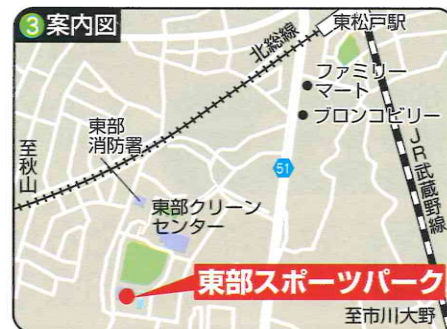 ③案内図
東松戸駅
北総線
ファミリー
マート
ブロンコビリー
東部
消防署
至秋山
51
JR武蔵野線
東部クリーン
センター
東部スポーツパーク
至市川大野